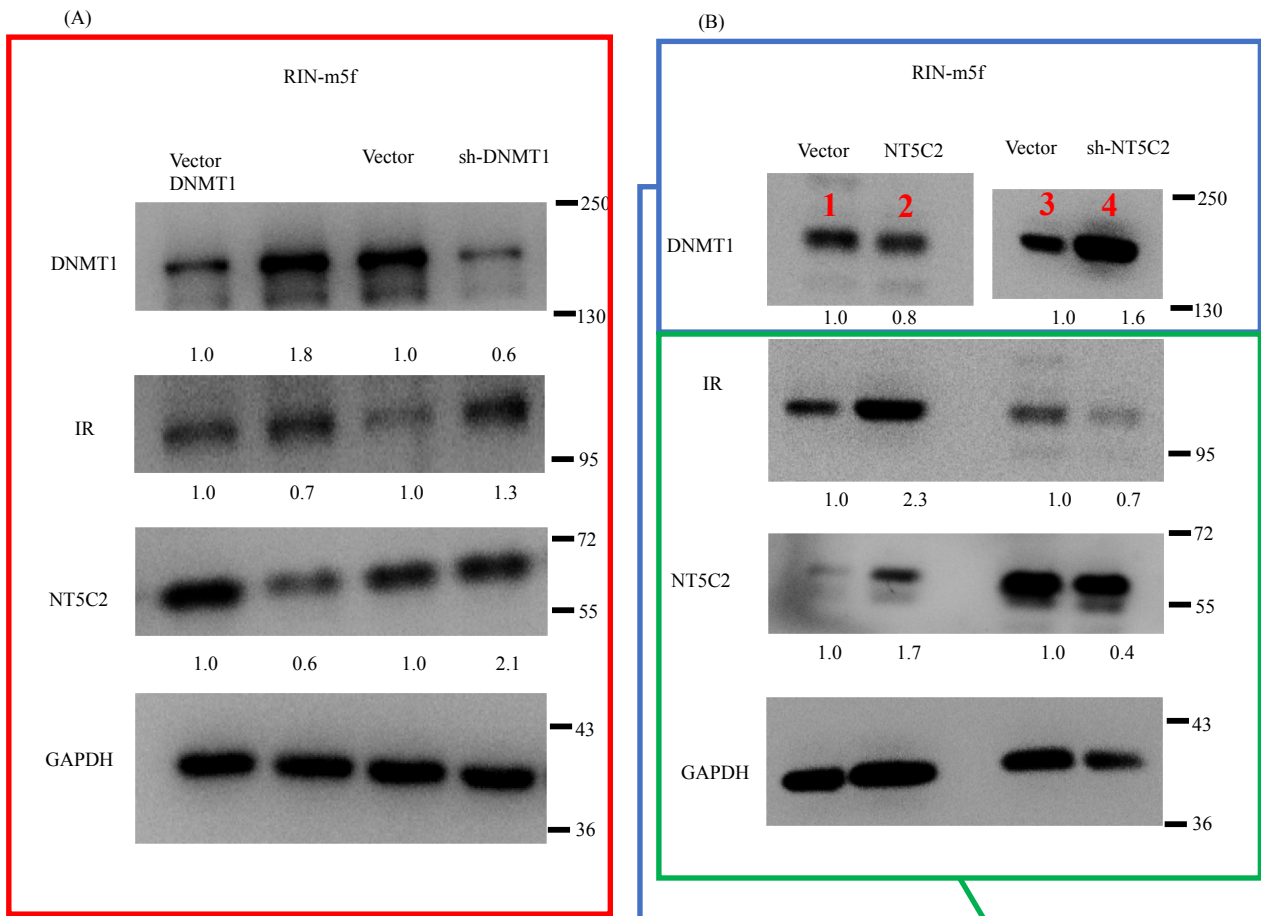 (A)
RIN-m5f
Vector
DNMT1
Vector
sh-DNMT1
250
DNMT1
130
1.0 1.8 1.0 0.6
IR
95
1.0 0.7 1.0 1.3
72
NT5C2
55
1.0 0.6 1.0 2.1
43
GAPDH
36
(B)
RIN-m5f
Vector NT5C2 Vector sh-NT5C2
1 2 3 4
250
DNMT1
130
1.0 0.8 1.0 1.6
IR
95
1.0 2.3 1.0 0.7
72
NT5C2
55
1.0 1.7 1.0 0.4
43
GAPDH
36